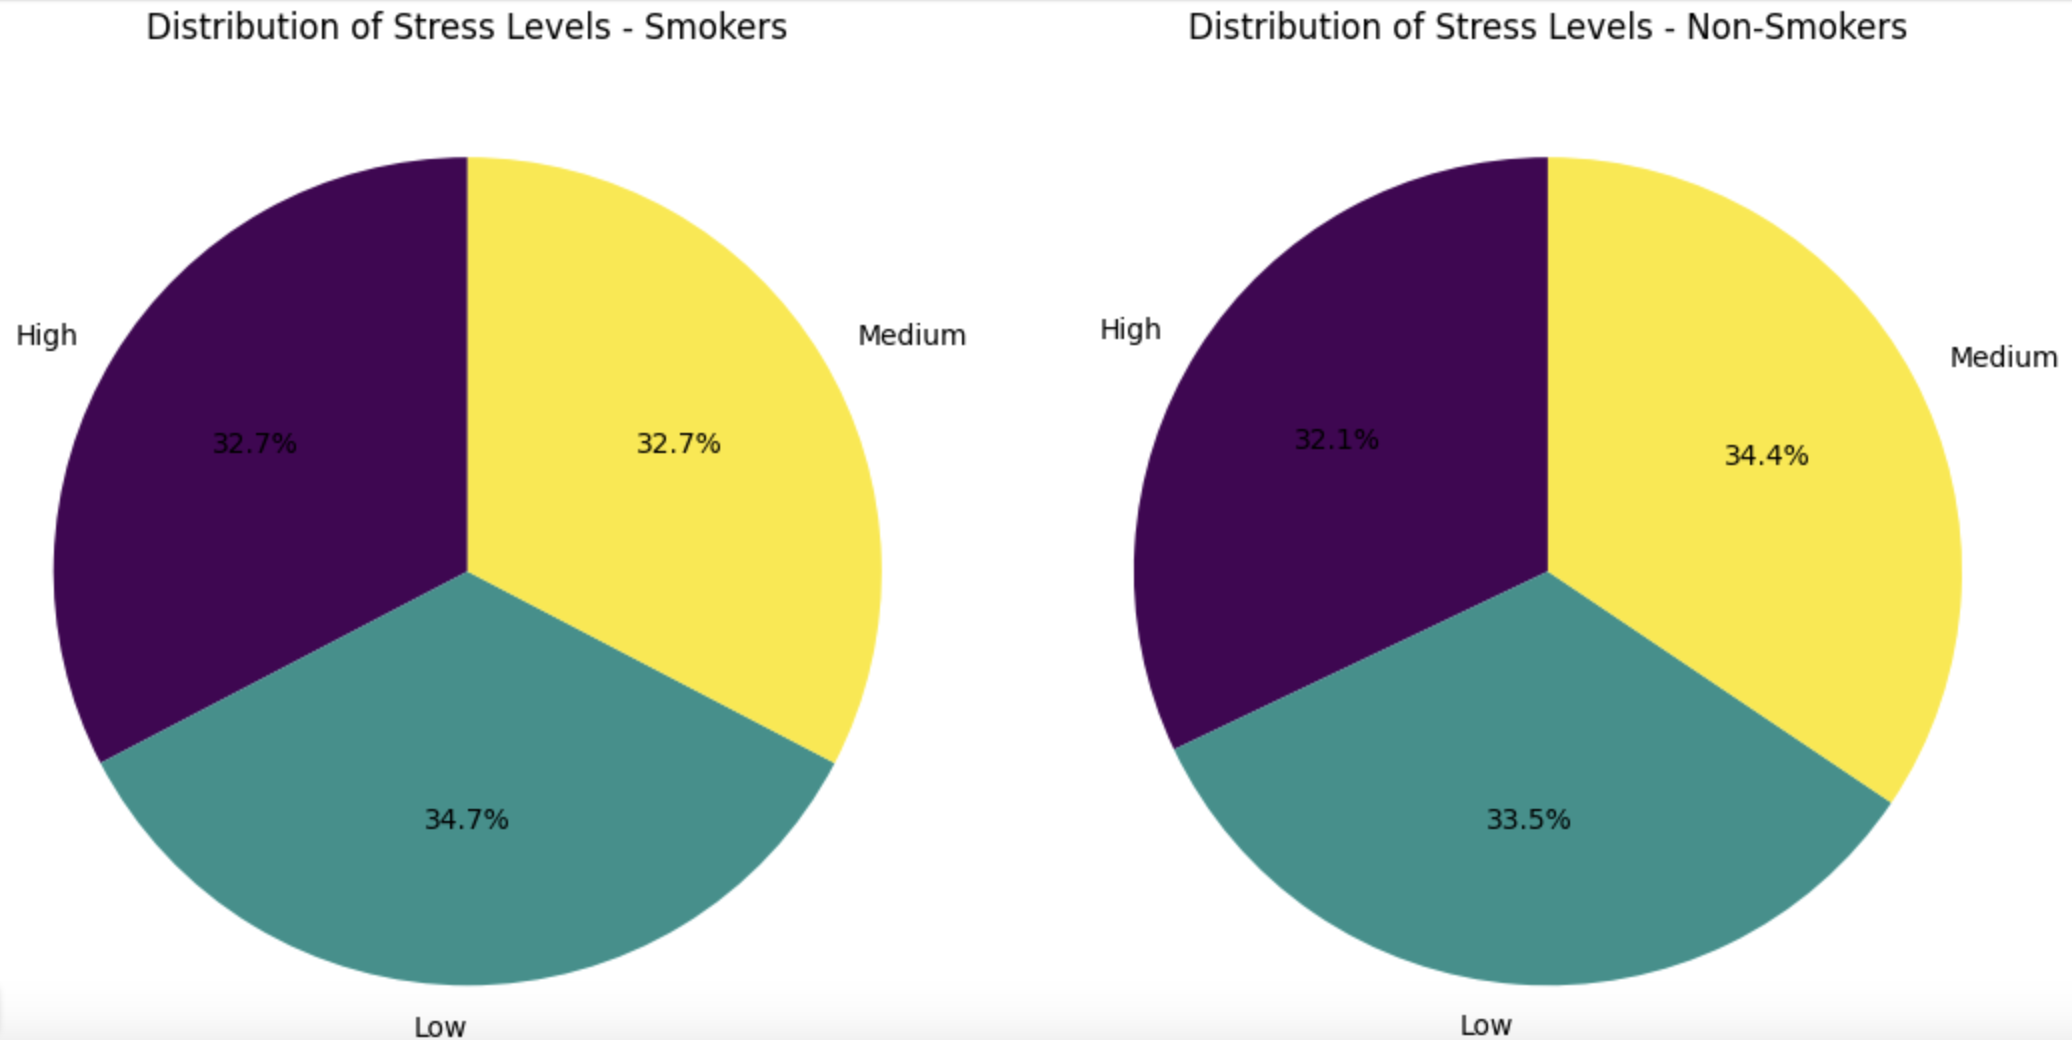 Distribution of Stress Levels - Smokers
High
Medium
32.7%
32.7%
34.7%
Low
Distribution of Stress Levels - Non-Smokers
High
Medium
32.1%
34.4%
33.5%
Low